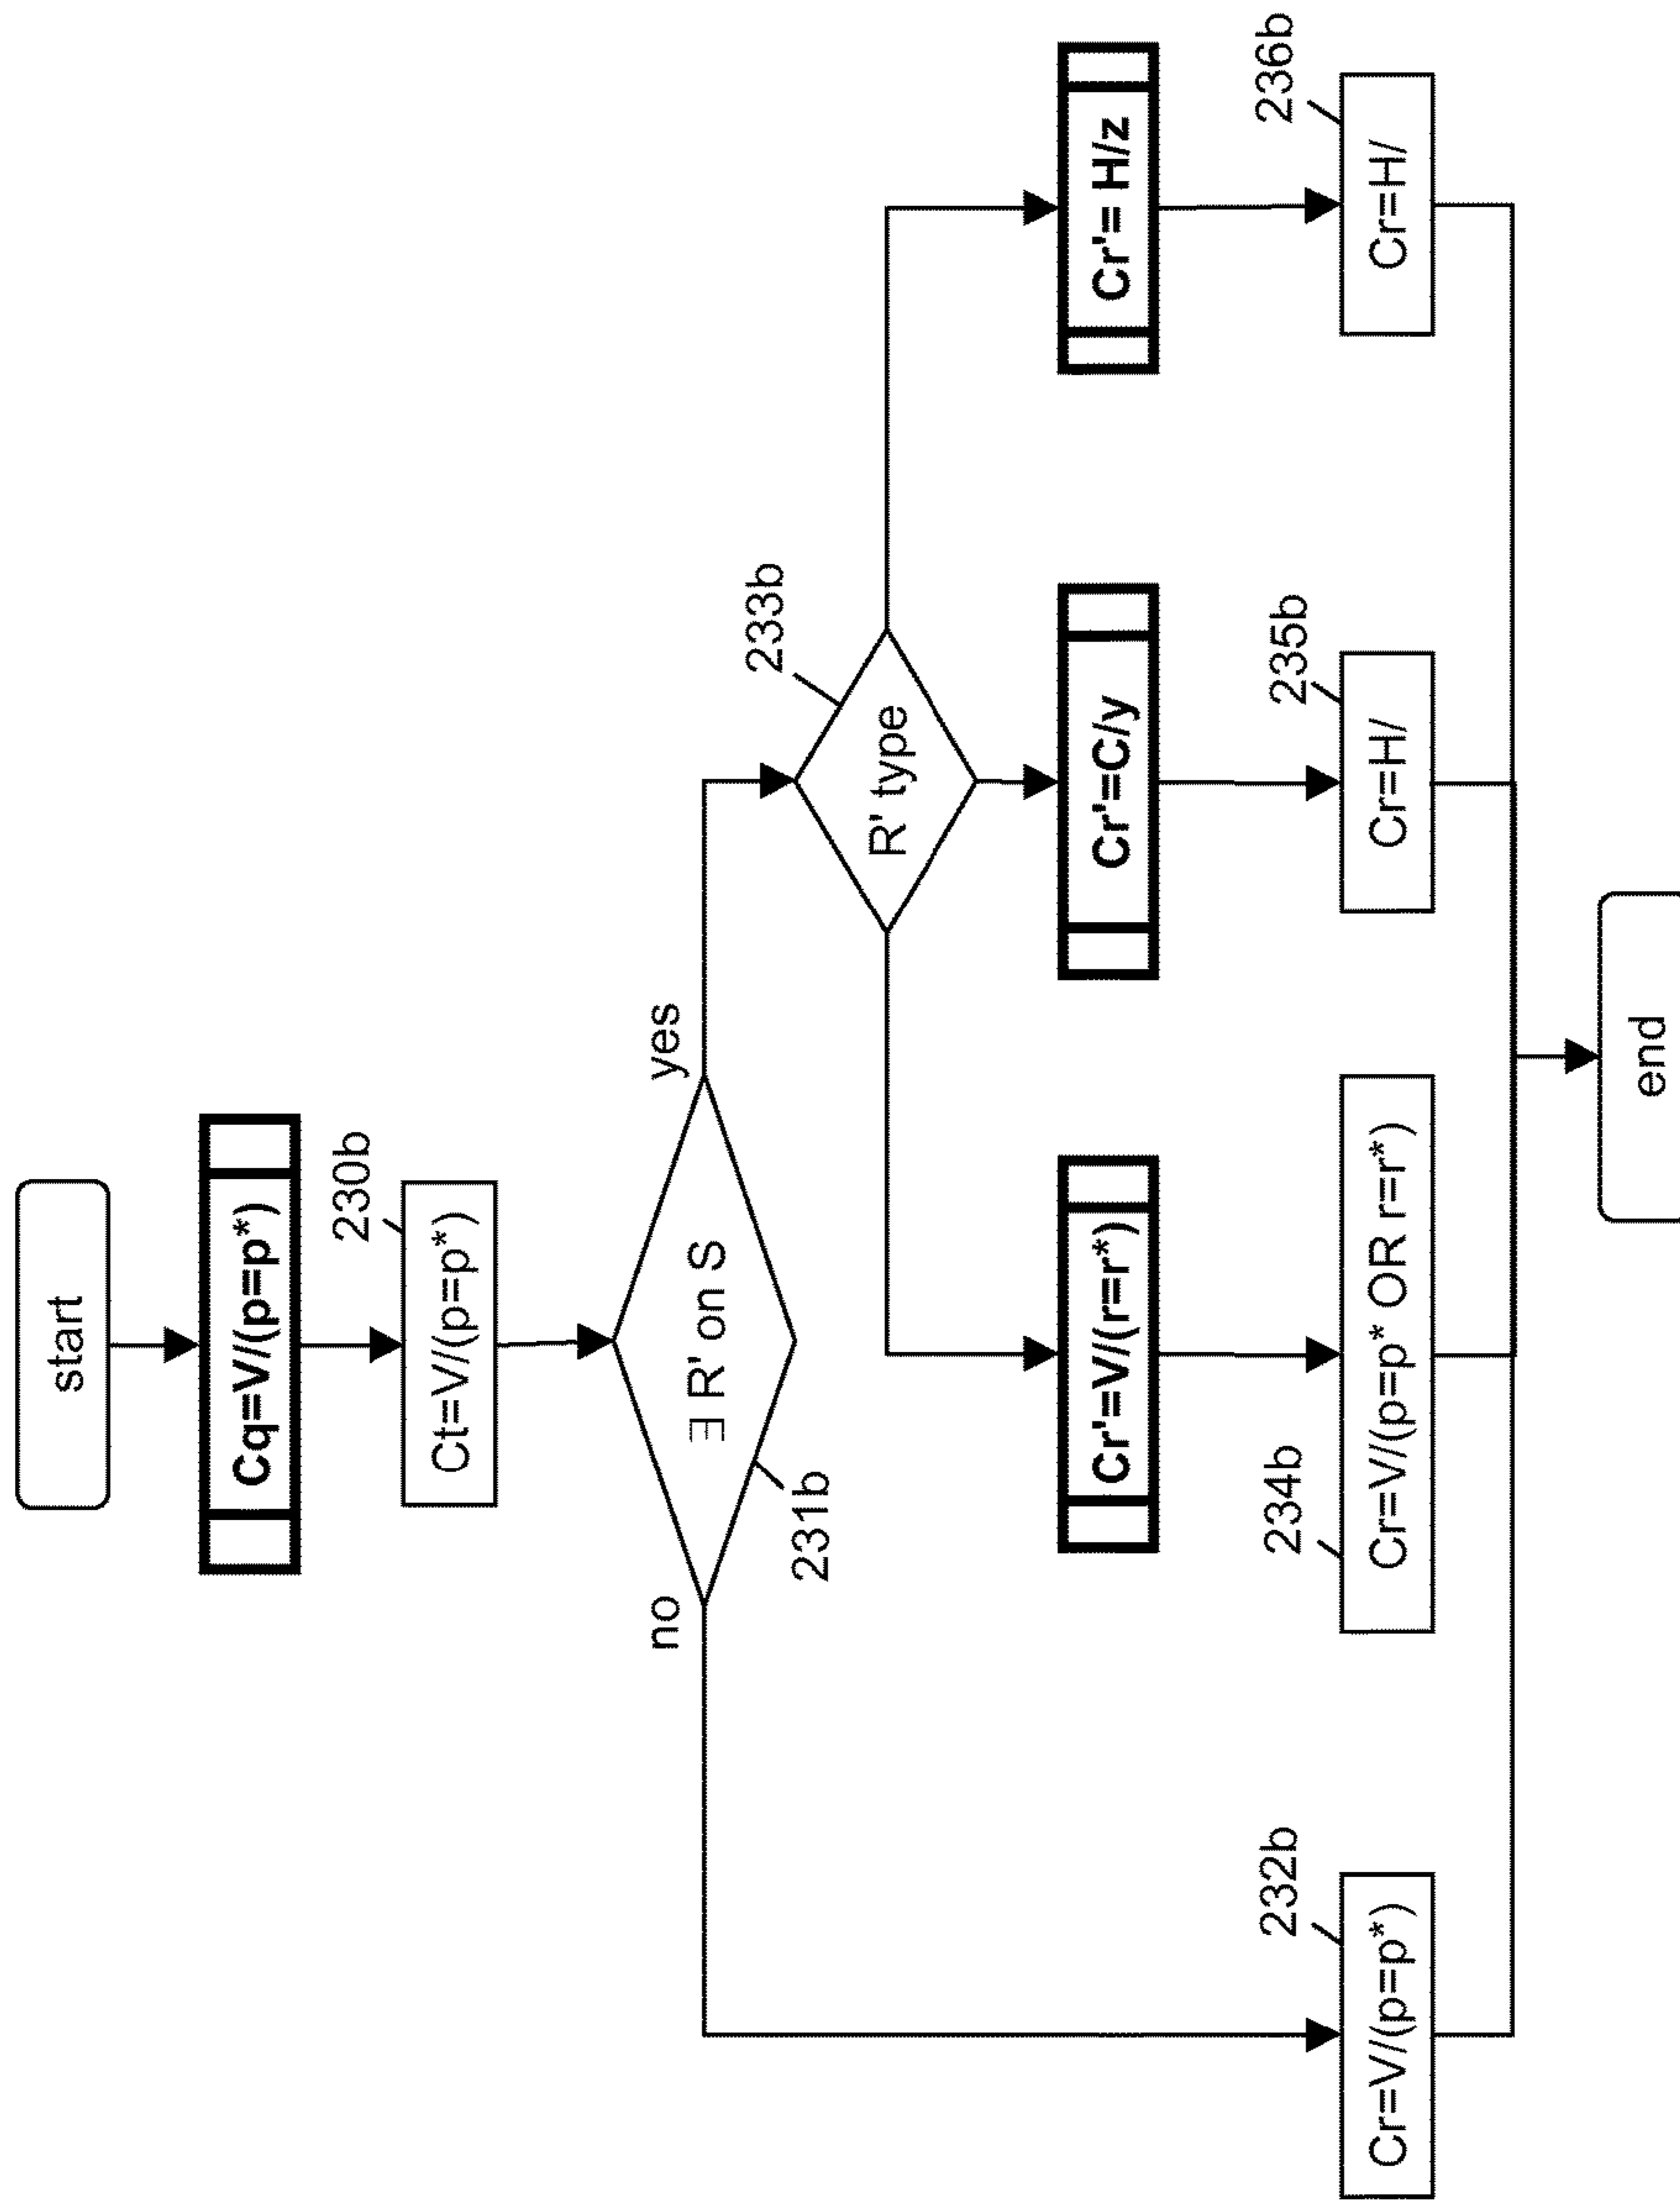 start
Cq=V/(p=p*)
230b
Ct=V/(p=p*)
∃ R' on S
231b
no
yes
233b
R' type
Cr'=V/(r=r*)
Cr'=C/y
Cr'= H/z
232b
234b
235b
236b
Cr=V/(p=p*)
Cr=V/(p=p* OR r=r*)
Cr=H/
Cr=H/
end